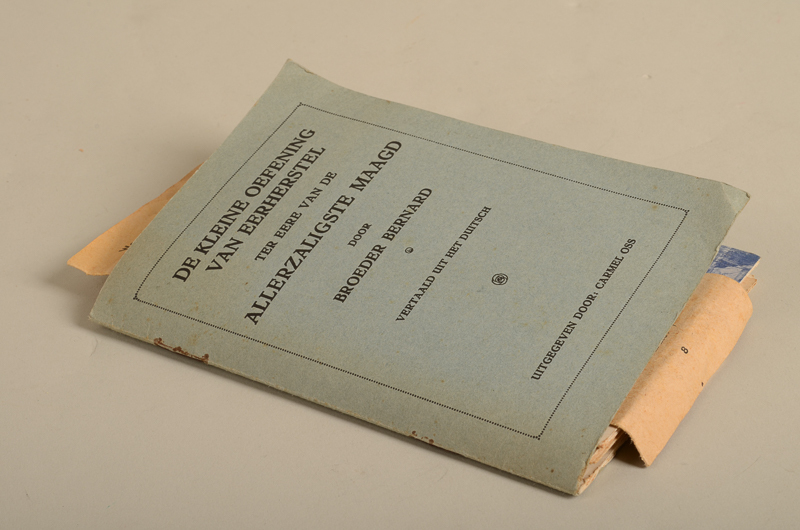 DE KLEINE OEFENING
VAN EERHERSTEL
TER EERE VAN DE
ALLERZALIGSTE MAAGD
DOOR
BROEDER BERNARD
VERTAALD UIT HET DUITSCH
UITGEGEVEN DOOR: CARMEL OSS
8